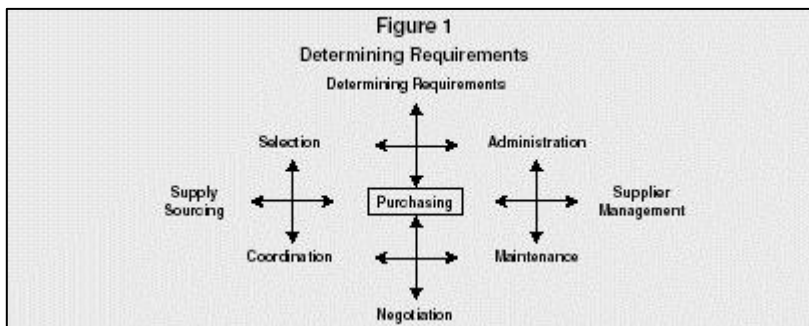 Figure 1
Determining Requirements
Determining Requirements
Selection
Administration
Supply
Sourcing
Purchasing
Supplier
Management
Coordination
Maintenance
Negotiation